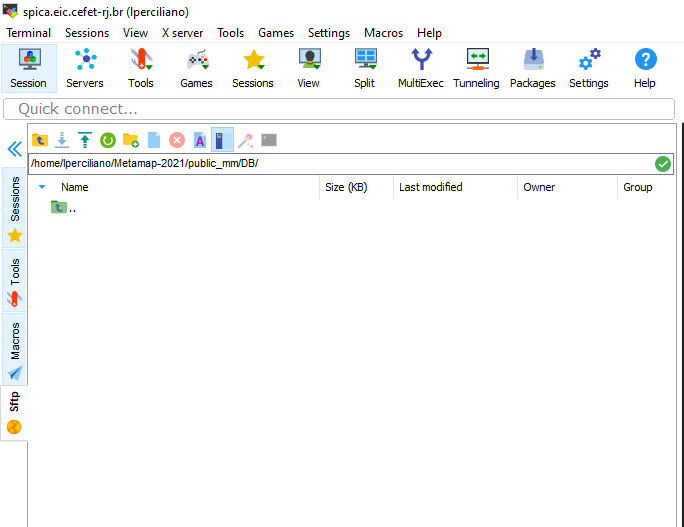 spica.eic.cefet-rj.br (lperciliano)
Terminal Sessions View X server Tools Games Settings Macros Help
Session Servers Tools Games Sessions View Split MultiExec Tunneling Packages Settings Help
Quick connect...
/home/lperciliano/Metamap-2021/public_mm/DB/
Name Size (KB) Last modified Owner Group
..
Sessions
Tools
Macros
Sftp